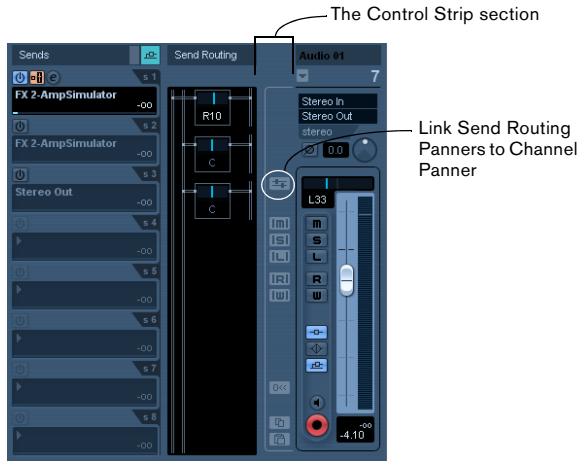 The Control Strip section
Sends
Send Routing
Audio 01
e
s 1
7
FX 2-AmpSimulator
-oo
R10
Stereo In
Stereo Out
stereo
0.0
s 2
FX 2-AmpSimulator
-oo
C
Link Send Routing
Panners to Channel
Panner
s 3
Stereo Out
-oo
C
L33
s 4
-oo
[M]
[S]
[L]
[R]
[W]
M
S
L
R
W
s 5
-oo
s 6
-oo
s 7
-oo
0<<
s 8
-oo
-oo
-4.10